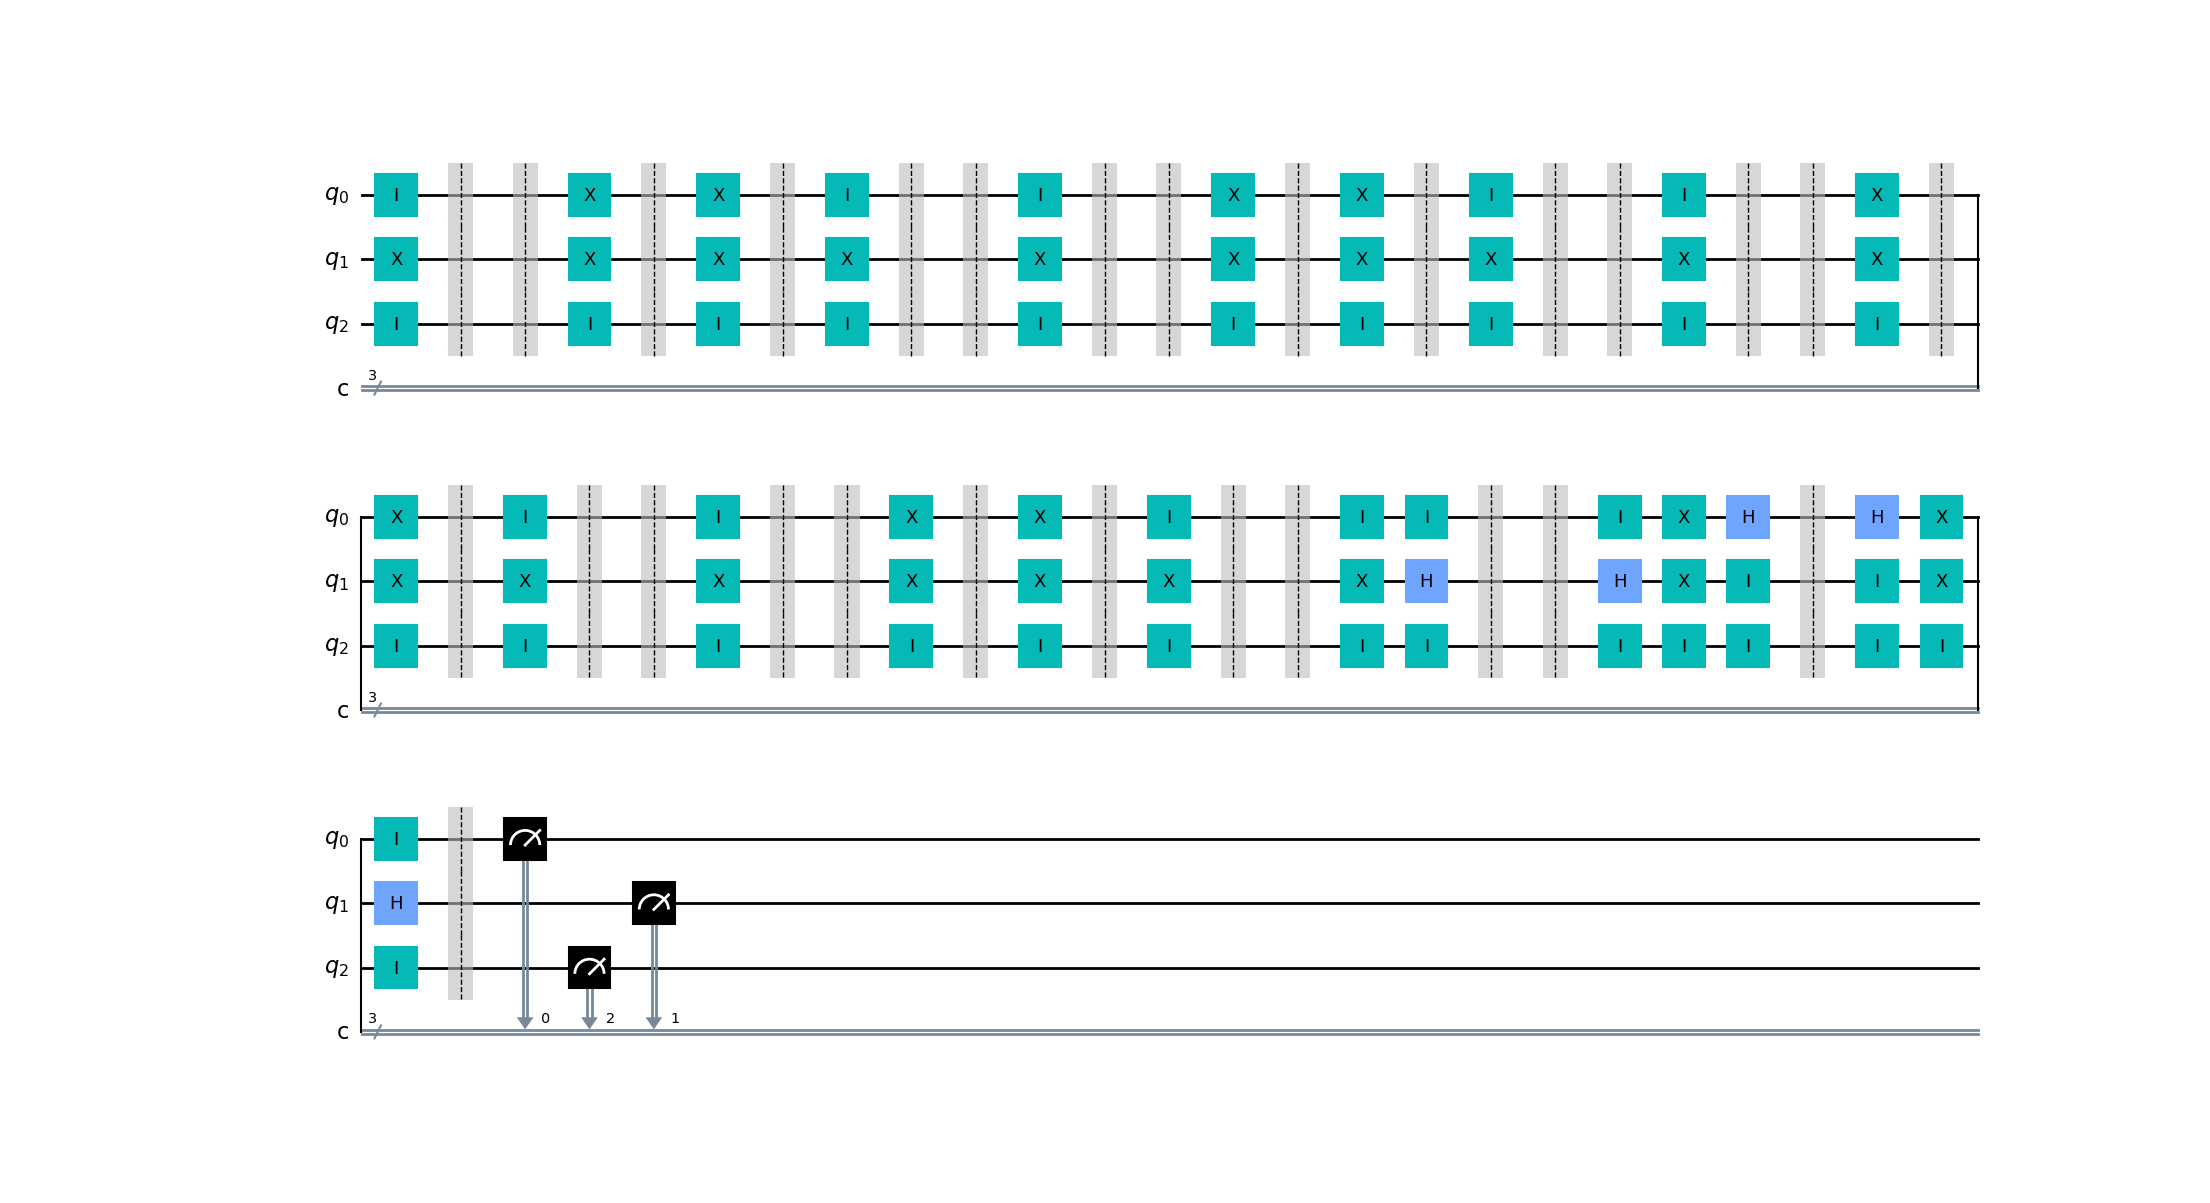 q0 I X X I I X X I I X
q1 X X X X X X X X X X
q2 I I I I I I I I I I
c 3
q0 X I I X X I I I I X H H X
q1 X X X X X X X H H X I I X
q2 I I I I I I I I I I I I I
c 3
q0 I
q1 H
q2 I
c 3 0 2 1